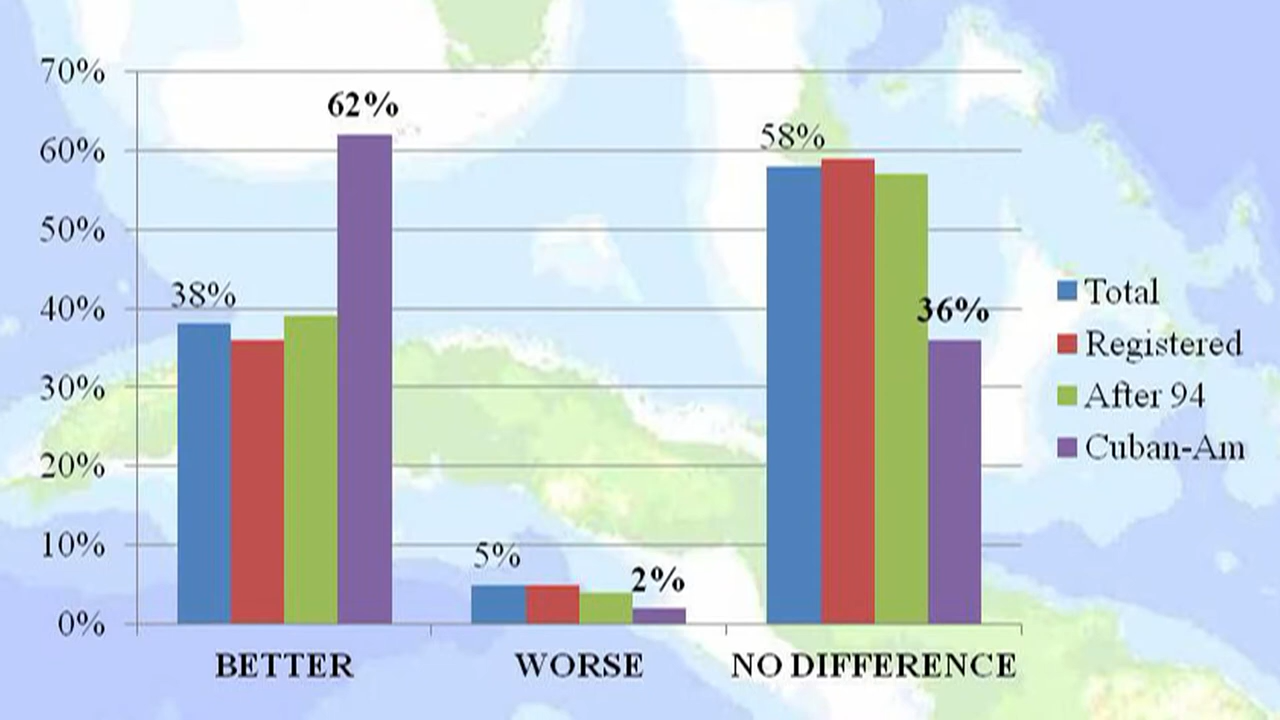 70%
60%
50%
40%
30%
20%
10%
0%
38%
62%
5%
2%
58%
36%
BETTER
WORSE
NO DIFFERENCE
Total
Registered
After 94
Cuban-Am